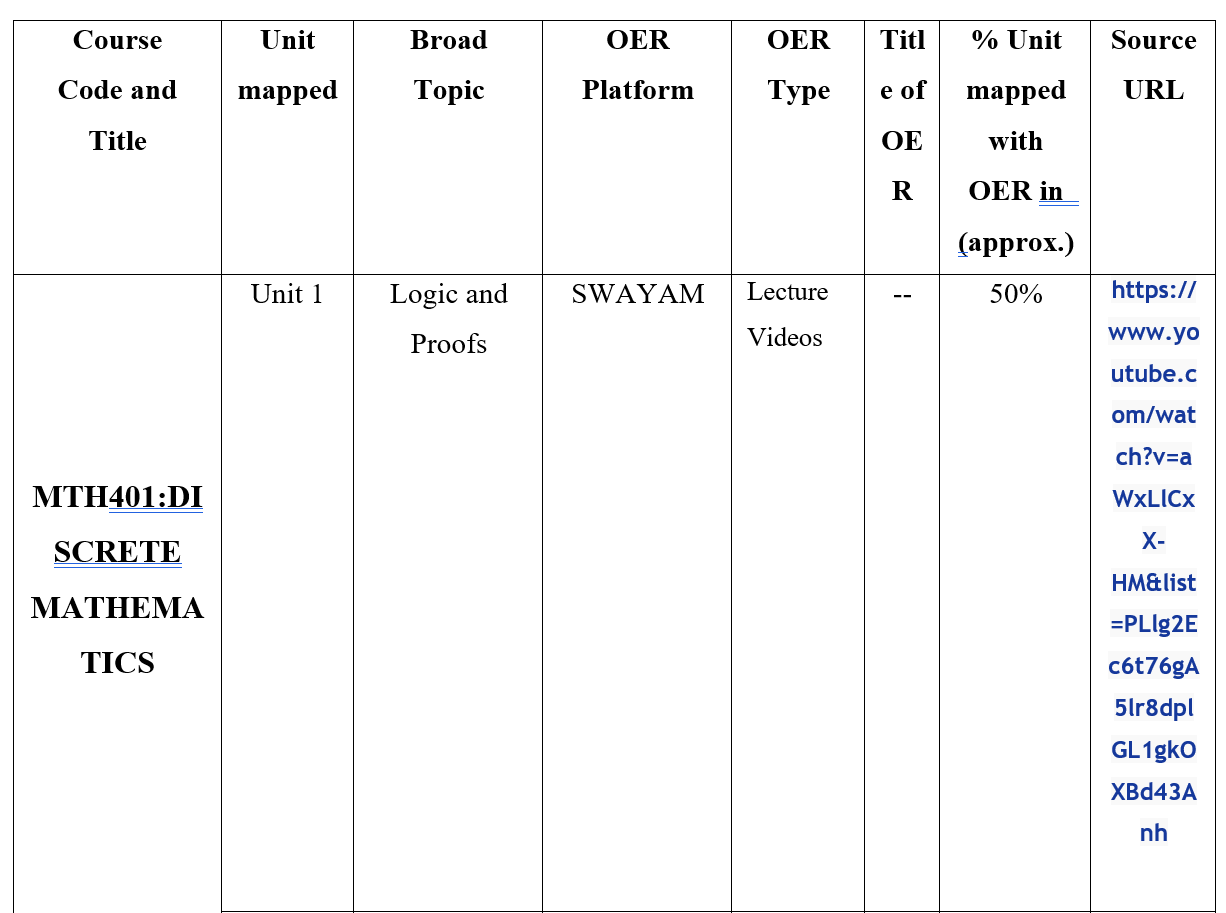 Course
Code and
Title
Unit
mapped
Broad
Topic
OER
Platform
OER
Type
Titl
e of
OE
R
% Unit
mapped
with
OER in
(approx.)
Source
URL
MTH401:DI
SCRETE
MATHEMA
TICS
Unit 1
Logic and
Proofs
SWAYAM
Lecture
Videos
--
50%
https://
www.yo
utube.c
om/wat
ch?v=a
WxLlCx
X-
HM&list
=PLlg2E
c6t76gA
5lr8dpl
GL1gkO
XBd43A
nh